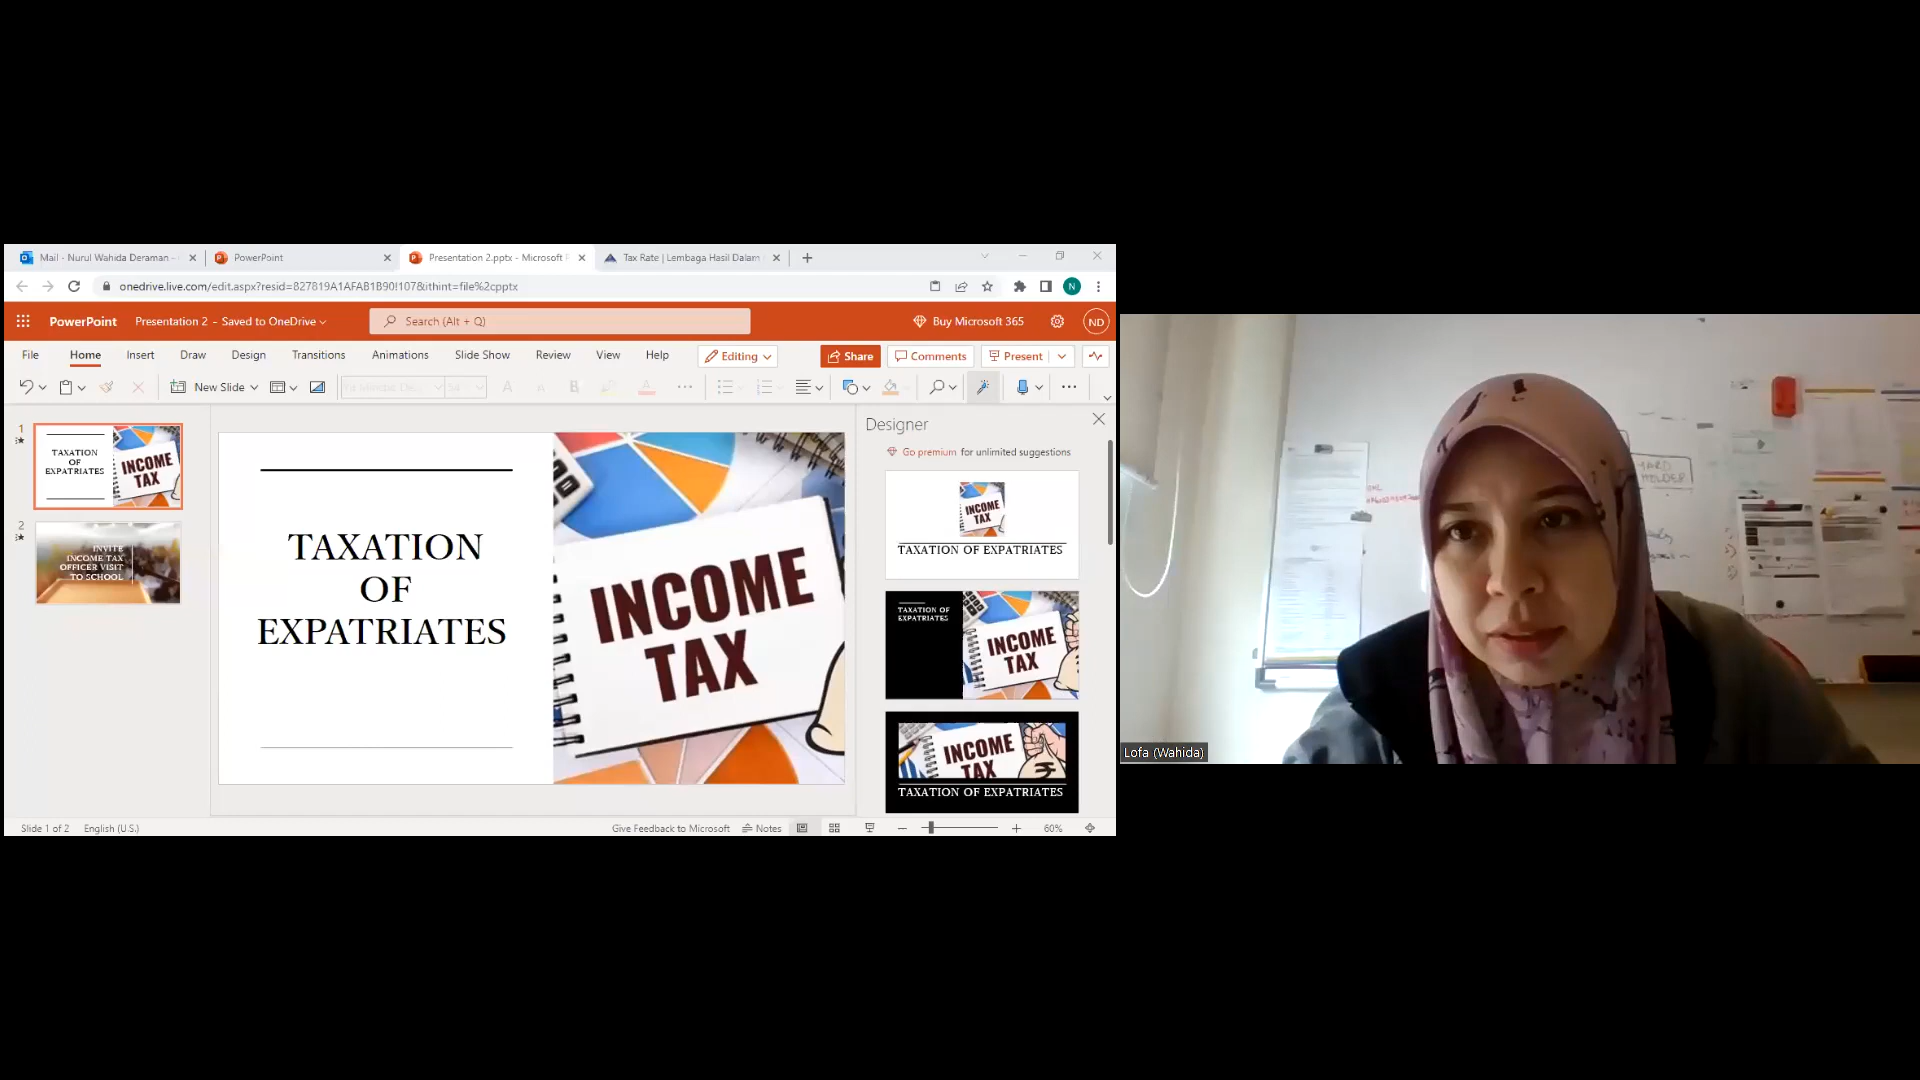 Mail - Nurul Wahida Deraman -
PowerPoint
Presentation 2.pptx - Microsoft P
Tax Rate | Lembaga Hasil Dalam
onedrive.live.com/edit.aspx?resid=827819A1AFAB1B90!107&ithint=file%2cpptx
N
PowerPoint
Presentation 2 - Saved to OneDrive
Search (Alt + Q)
Buy Microsoft 365
ND
File
Home
Insert
Draw
Design
Transitions
Animations
Slide Show
Review
View
Help
Editing
Share
Comments
Present
New Slide
1
TAXATION
OF
EXPATRIATES
INCOME
TAX
2
INVITE
INCOME TAX
OFFICER VISIT
TO SCHOOL
TAXATION
OF
EXPATRIATES
INCOME
TAX
Designer
Go premium for unlimited suggestions
INCOME
TAX
TAXATION OF EXPATRIATES
TAXATION OF
EXPATRIATES
INCOME
TAX
INCOME
TAX
TAXATION OF EXPATRIATES
Slide 1 of 2
English (U.S.)
Give Feedback to Microsoft
Notes
60%
Lofa (Wahida)